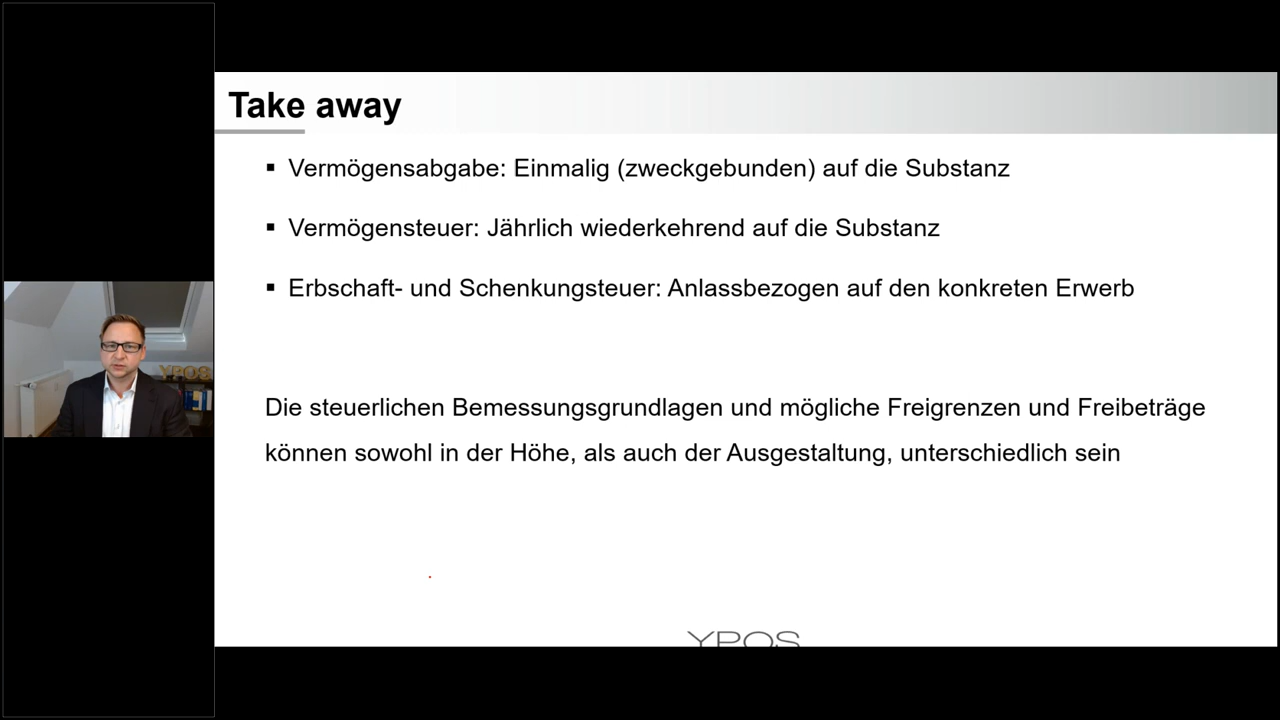 Take away
▪ Vermögensabgabe: Einmalig (zweckgebunden) auf die Substanz
▪ Vermögensteuer: Jährlich wiederkehrend auf die Substanz
▪ Erbschaft- und Schenkungsteuer: Anlassbezogen auf den konkreten Erwerb
Die steuerlichen Bemessungsgrundlagen und mögliche Freigrenzen und Freibeträge
können sowohl in der Höhe, als auch der Ausgestaltung, unterschiedlich sein
YPOS
YPOS